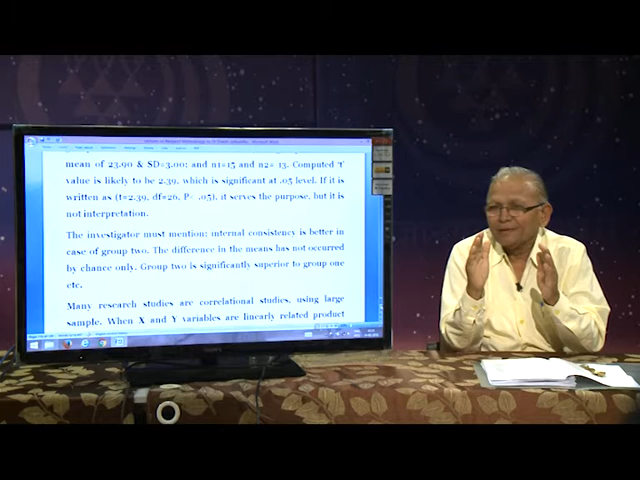 mean of 23.90 & SD=3.00; and n1=15 and n2= 13. Computed 't'
value is likely to be 2.39, which is significant at .05 level. If it is
written as (t=2.39, df=26, P< .05), it serves the purpose, but it is
not interpretation.
The investigator must mention; internal consistency is better in
case of group two. The difference in the means has not occurred
by chance only. Group two is significantly superior to group one
etc.
Many research studies are correlational studies, using large
sample. When X and Y variables are linearly related product